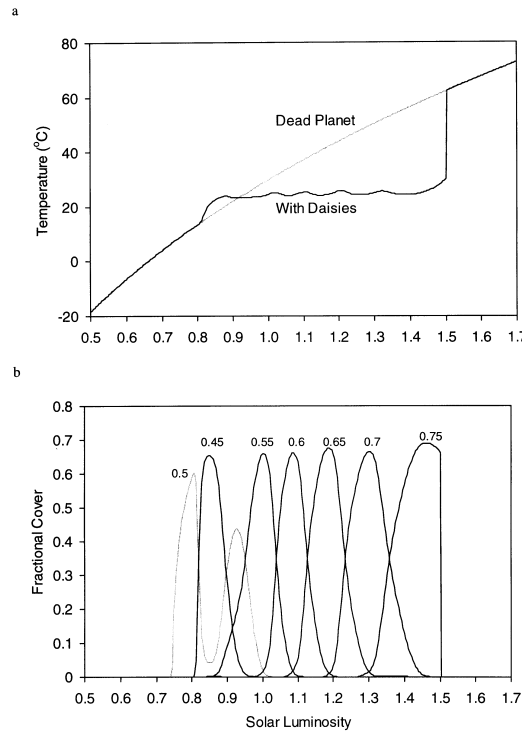 a
80
60
40
20
0
-20
Temperature (°C)
Dead Planet
With Daisies
0.5 0.6 0.7 0.8 0.9 1.0 1.1 1.2 1.3 1.4 1.5 1.6 1.7
b
0.8
0.7
0.6
0.5
0.4
0.3
0.2
0.1
0
Fractional Cover
0.5
0.45
0.55
0.6
0.65
0.7
0.75
0.5 0.6 0.7 0.8 0.9 1.0 1.1 1.2 1.3 1.4 1.5 1.6 1.7
Solar Luminosity